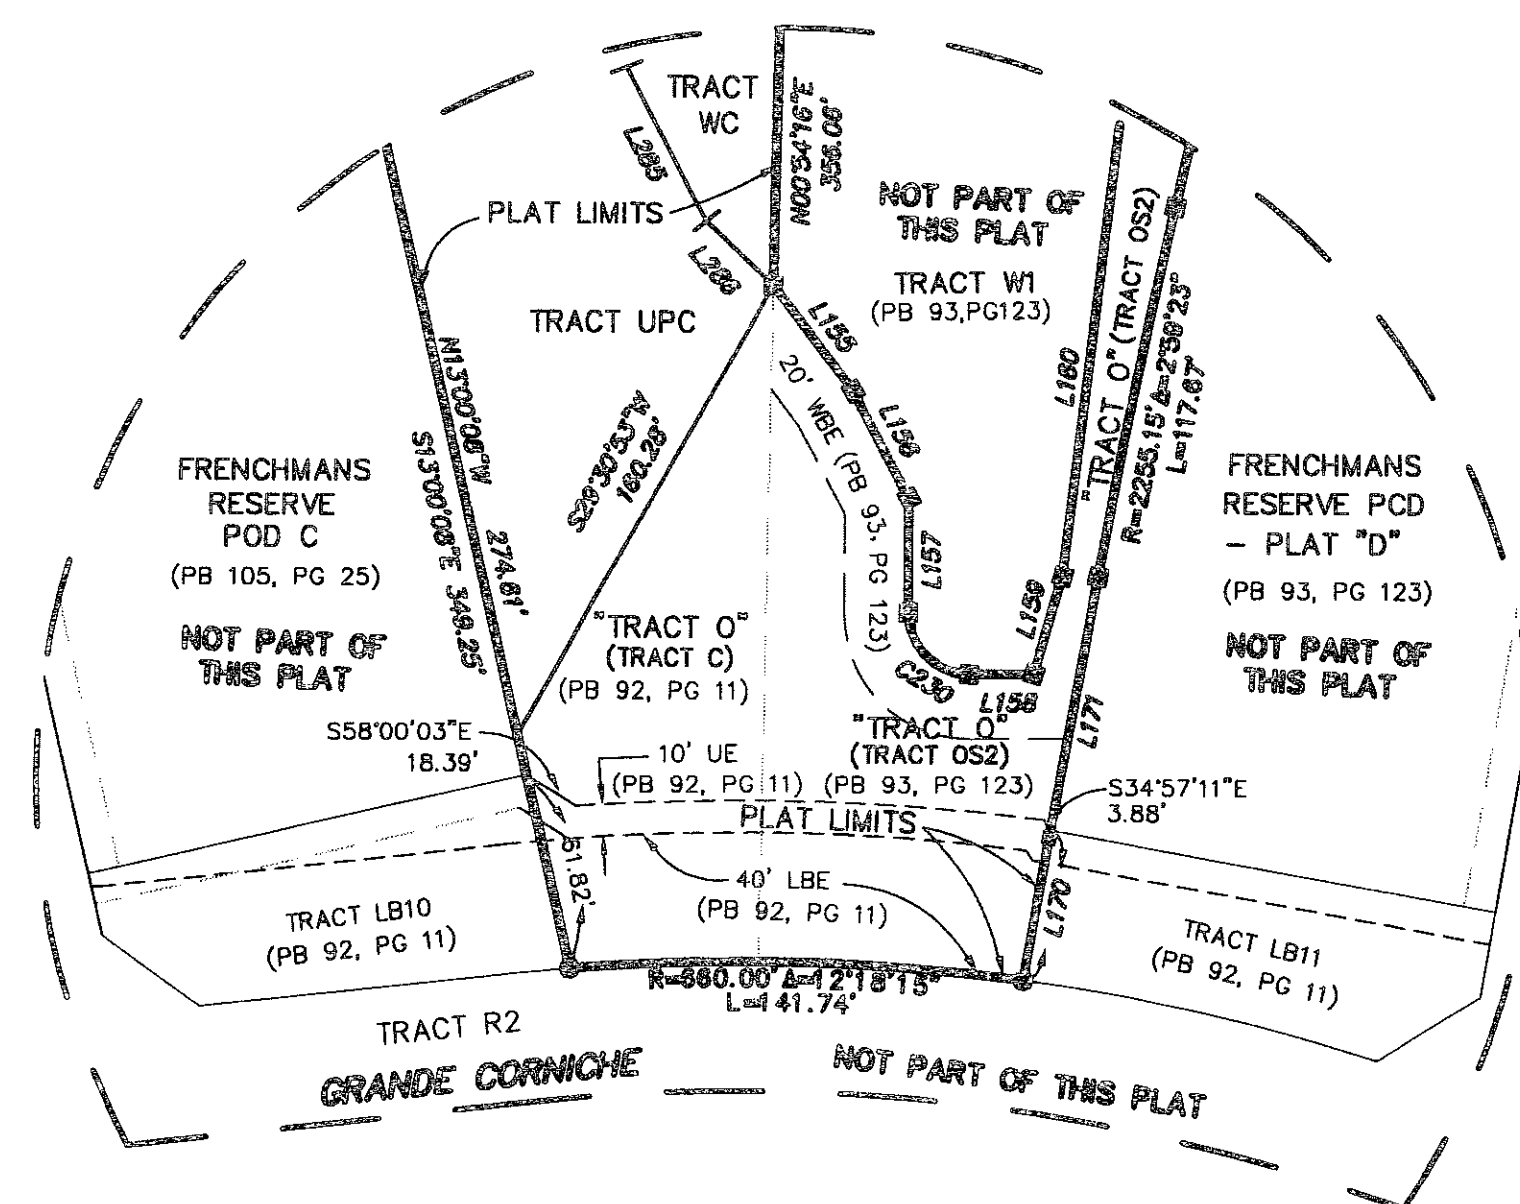 TRACT
WC
L285
N00°54'16"E
356.06'
PLAT LIMITS
NOT PART OF
THIS PLAT
L286
TRACT W1
(PB 93,PG123)
TRACT UPC
L155
"TRACT O" (TRACT OS2)
L160
R=2255.15' Δ=2°59'23"
L=117.67'
N13°00'08"W
274.61'
S13°00'08"E 349.25'
160.28'
20' WBE (PB 93, PG 123)
L156
FRENCHMANS
RESERVE
POD C
(PB 105, PG 25)
NOT PART OF
THIS PLAT
FRENCHMANS
RESERVE PCD
- PLAT "D"
(PB 93, PG 123)
NOT PART OF
THIS PLAT
L157
L159
"TRACT O"
(TRACT C)
(PB 92, PG 11)
C230
L158
L171
S58°00'03"E
18.39'
10' UE
(PB 92, PG 11)
"TRACT O"
(TRACT OS2)
(PB 93, PG 123)
S34°57'11"E
3.88'
PLAT LIMITS
61.82'
40' LBE
(PB 92, PG 11)
L170
TRACT LB10
(PB 92, PG 11)
TRACT LB11
(PB 92, PG 11)
R=660.00' Δ=12°18'15"
L=141.74'
TRACT R2
GRANDE CORNICHE
NOT PART OF THIS PLAT